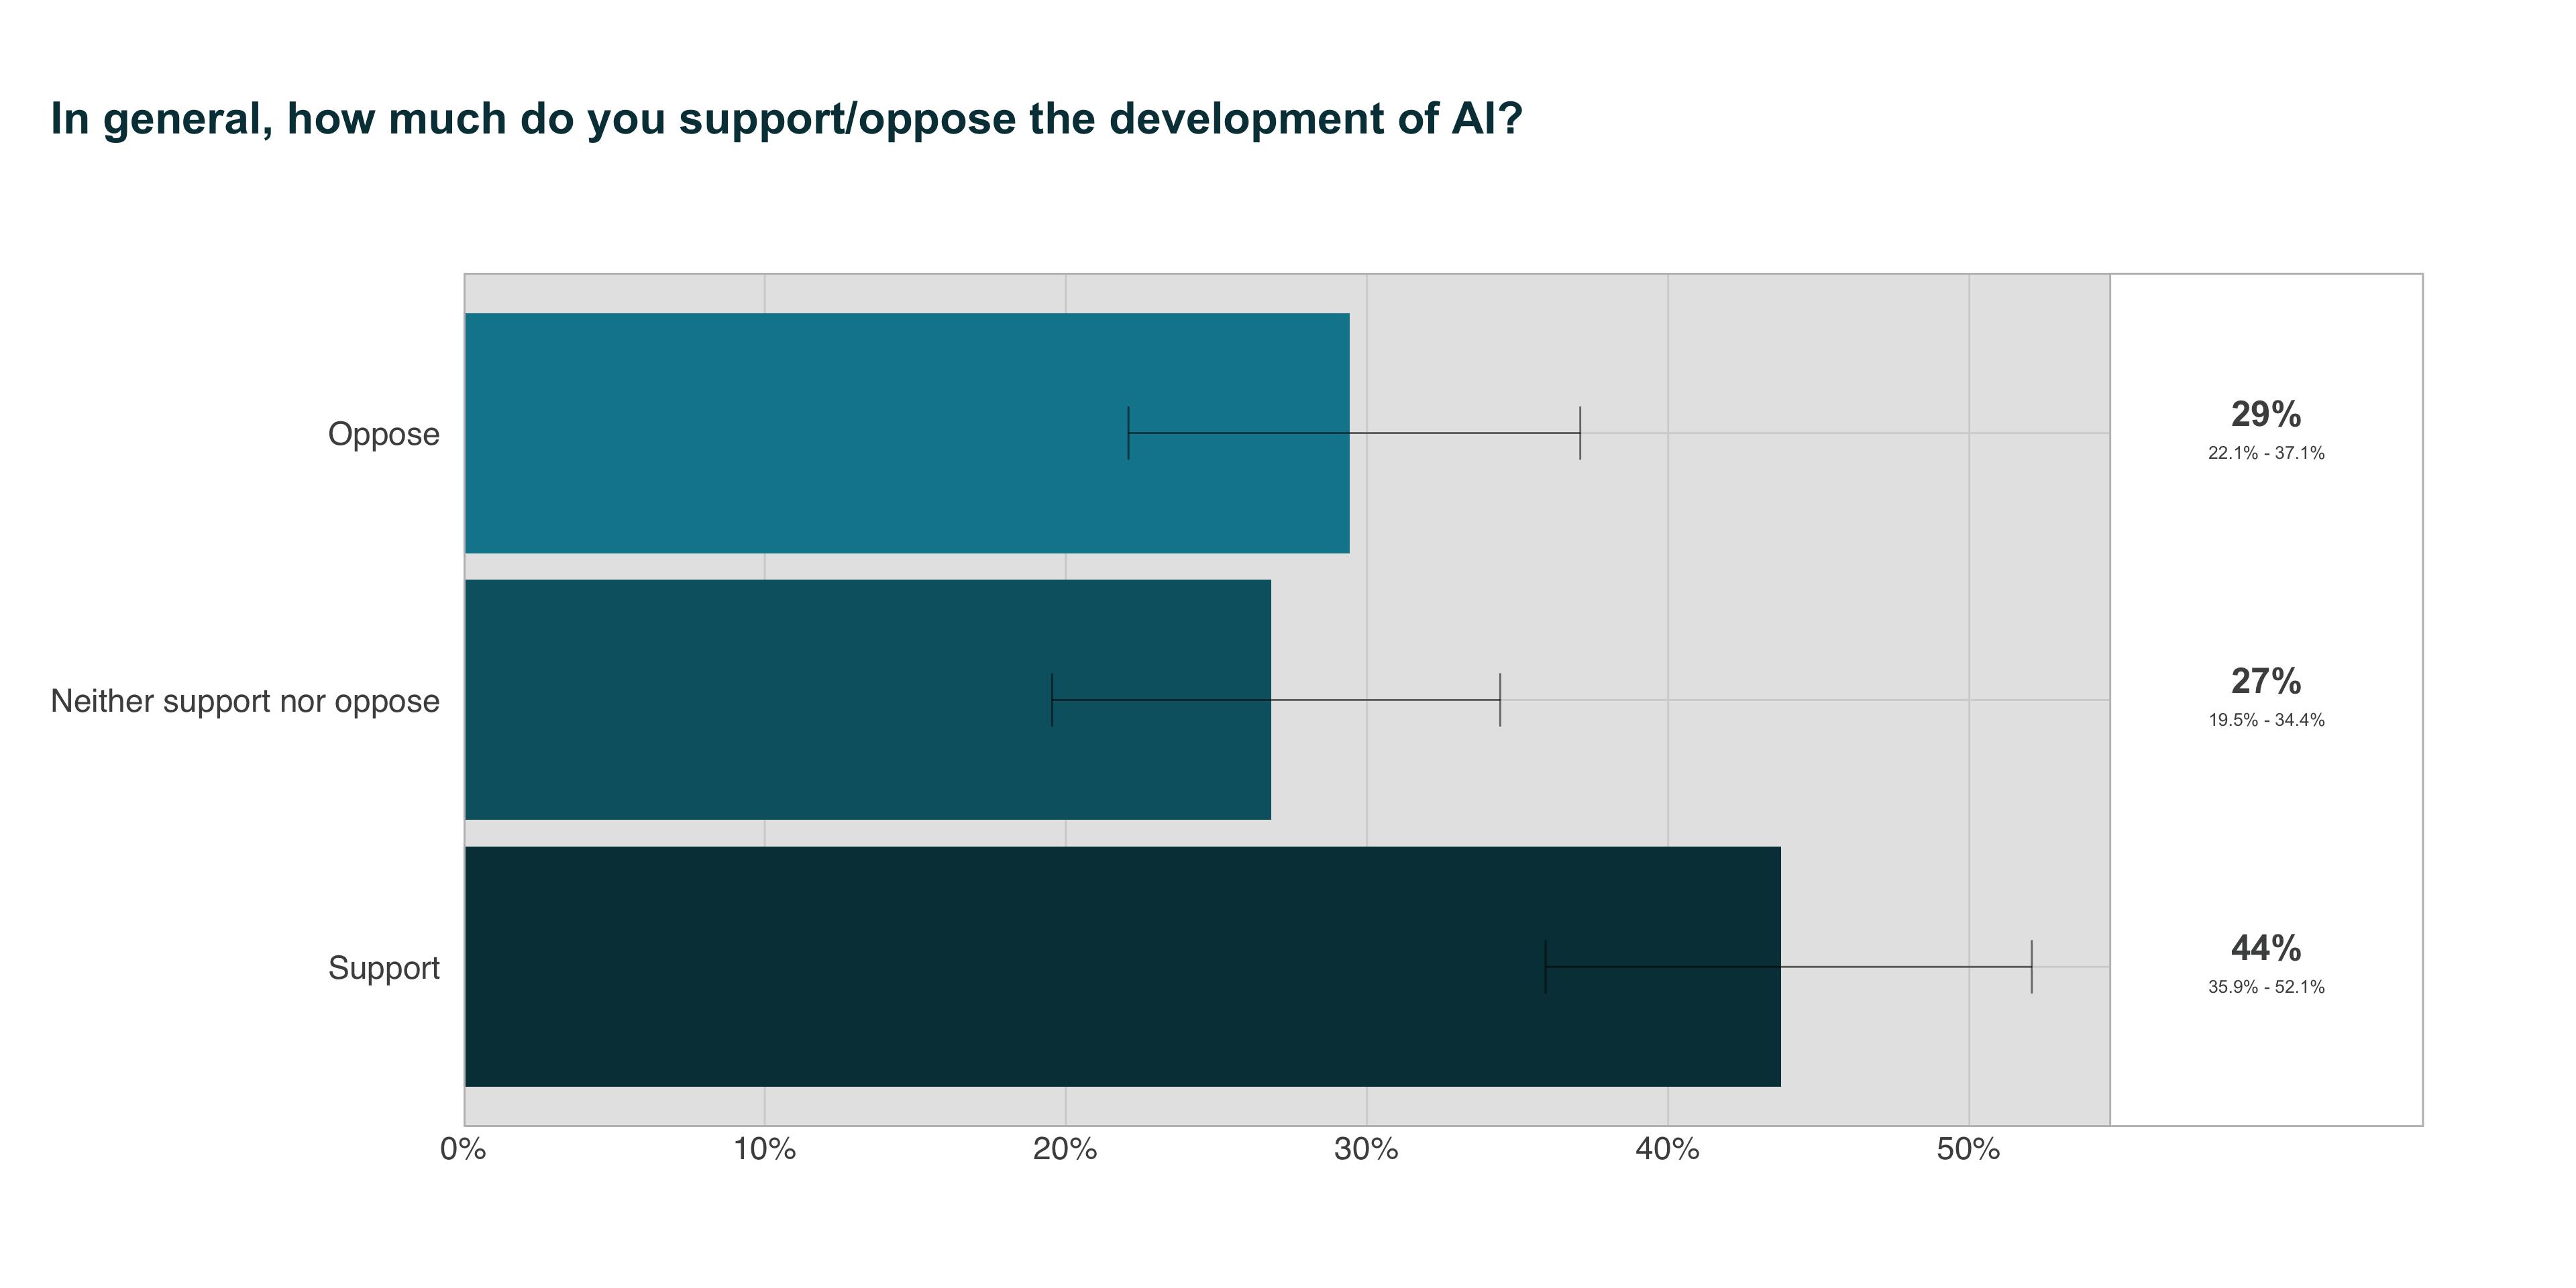 In general, how much do you support/oppose the development of AI?
Oppose
29%
22.1% - 37.1%
Neither support nor oppose
27%
19.5% - 34.4%
Support
44%
35.9% - 52.1%
0% 10% 20% 30% 40% 50%